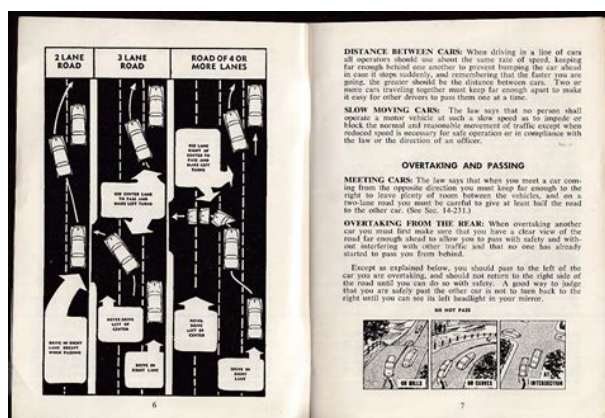 2 LANE
ROAD
3 LANE
ROAD
ROAD OF 4 OR
MORE LANES
USE LANE
RIGHT OF
CENTER TO
PASS AND
MAKE LEFT
TURNS
USE CENTER LANE
TO PASS AND
MAKE LEFT TURNS
NEVER DRIVE
LEFT OF
CENTER
NEVER
DRIVE
LEFT OF
CENTER
DRIVE IN RIGHT
LANE EXCEPT
WHEN PASSING
DRIVE IN
RIGHT LANE
DRIVE IN
RIGHT
LANE
6
DISTANCE BETWEEN CARS: When driving in a line of cars
all operators should use about the same rate of speed, keeping
far enough behind one another to prevent bumping the car ahead
in case it stops suddenly, and remembering that the faster you are
going, the greater should be the distance between cars. Two or
more cars traveling together must keep far enough apart to make
it easy for other drivers to pass them one at a time.
SLOW MOVING CARS: The law says that no person shall
operate a motor vehicle at such a slow speed as to impede or
block the normal and reasonable movement of traffic except when
reduced speed is necessary for safe operation or in compliance with
the law or the direction of an officer.
OVERTAKING AND PASSING
MEETING CARS: The law says that when you meet a car com-
ing from the opposite direction you must keep far enough to the
right to leave plenty of room between the vehicles, and on a
two-lane road you must be careful to give at least half the road
to the other car. (See Sec. 14-231.)
OVERTAKING FROM THE REAR: When overtaking another
car you must first make sure that you have a clear view of the
road far enough ahead to allow you to pass with safety and with-
out interfering with other traffic and that no one has already
started to pass you from behind.
Except as explained below, you should pass to the left of the
car you are overtaking, and should not return to the right side of
the road until you can do so with safety. A good way to judge
that you are safely past the other car is not to turn back to the
right until you can see its left headlight in your mirror.
DO NOT PASS
ON HILLS
ON CURVES
INTERSECTION
7